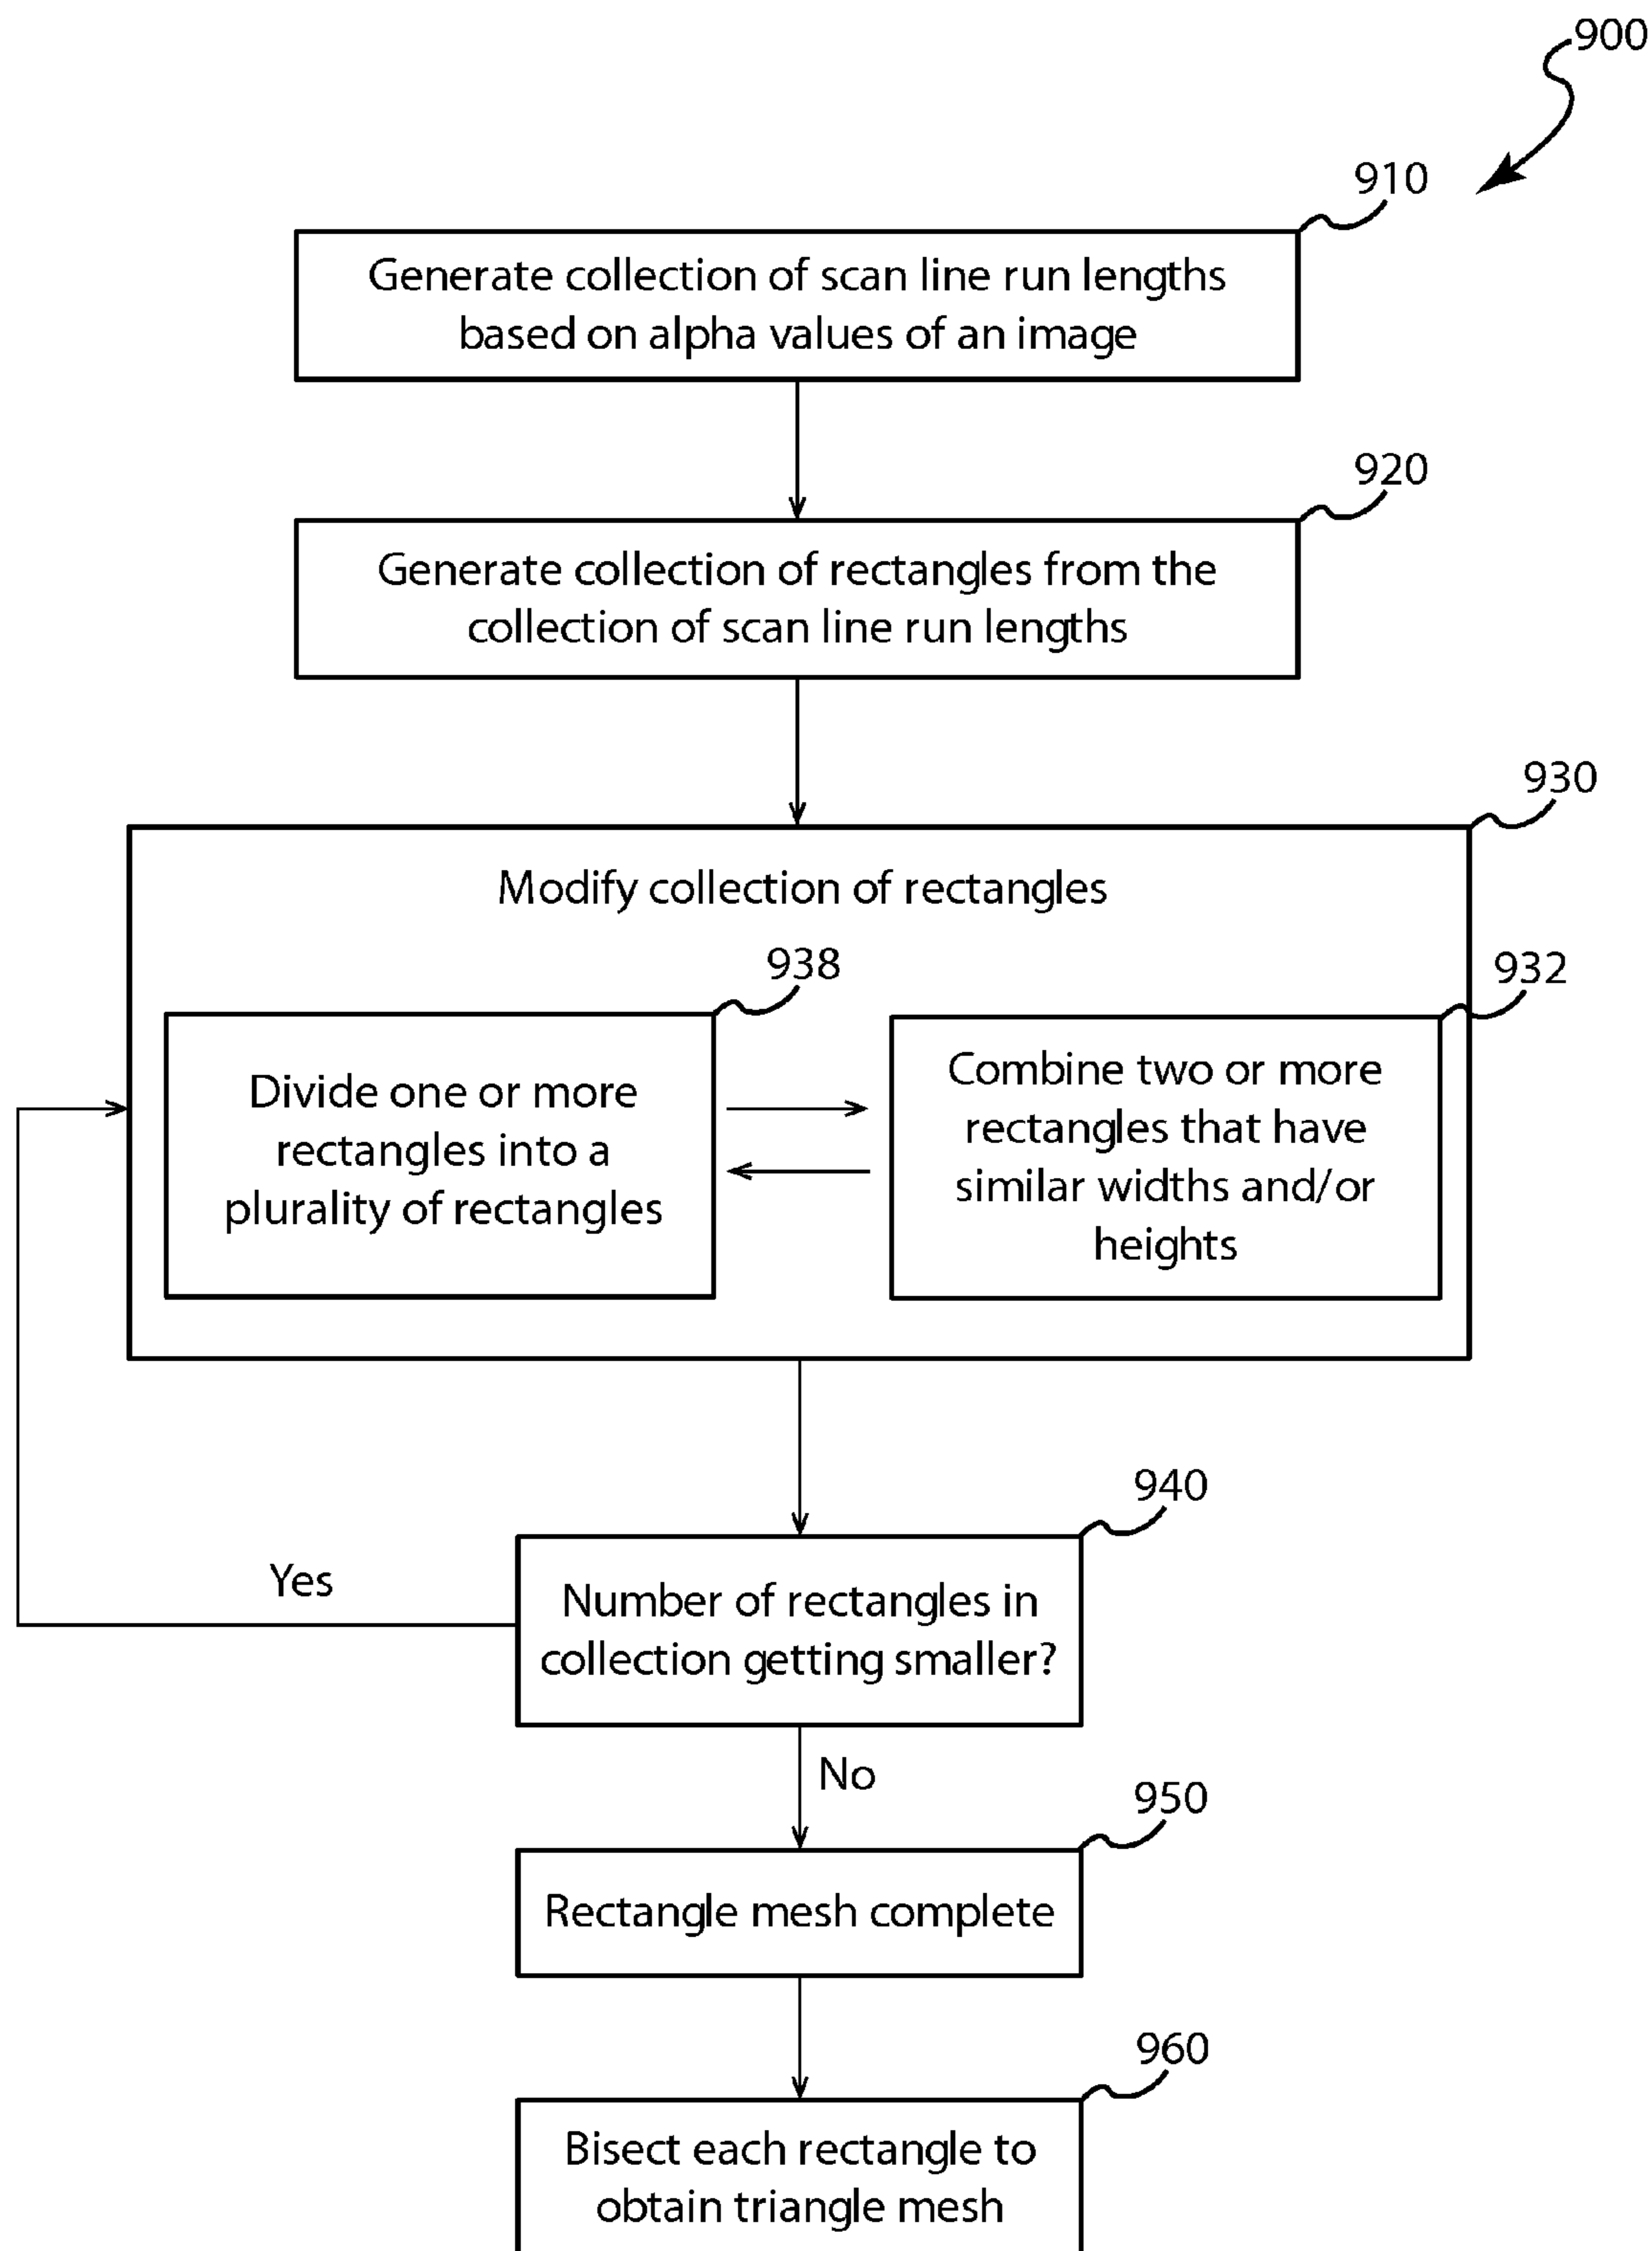 900
910
Generate collection of scan line run lengths
based on alpha values of an image
920
Generate collection of rectangles from the
collection of scan line run lengths
930
Modify collection of rectangles
938
Divide one or more
rectangles into a
plurality of rectangles
932
Combine two or more
rectangles that have
similar widths and/or
heights
940
Number of rectangles in
collection getting smaller?
Yes
No
950
Rectangle mesh complete
960
Bisect each rectangle to
obtain triangle mesh